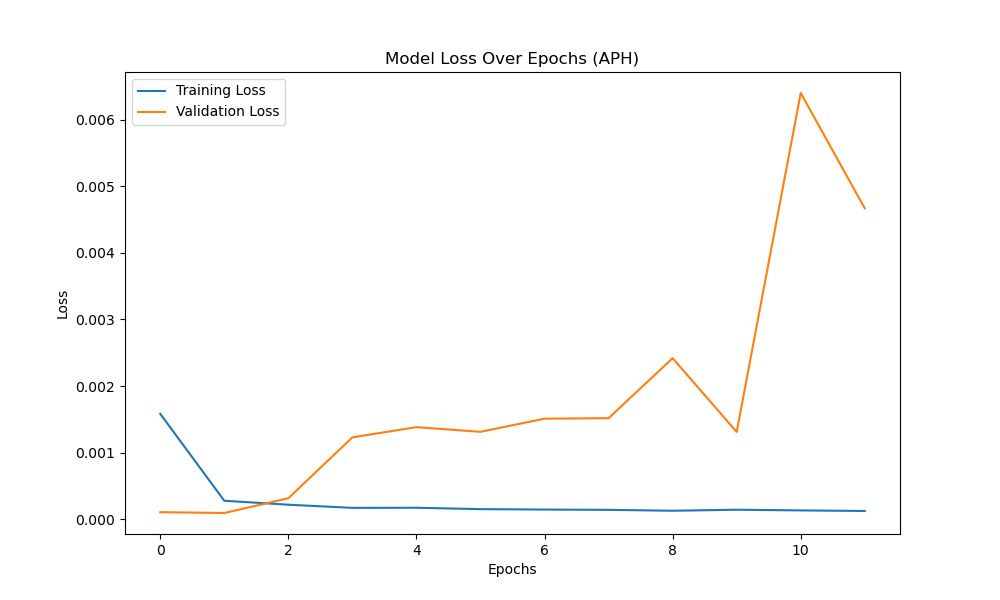 Model Loss Over Epochs (APH)
Training Loss
Validation Loss
0.006
0.005
0.004
0.003
0.002
0.001
0.000
Loss
0 2 4 6 8 10
Epochs